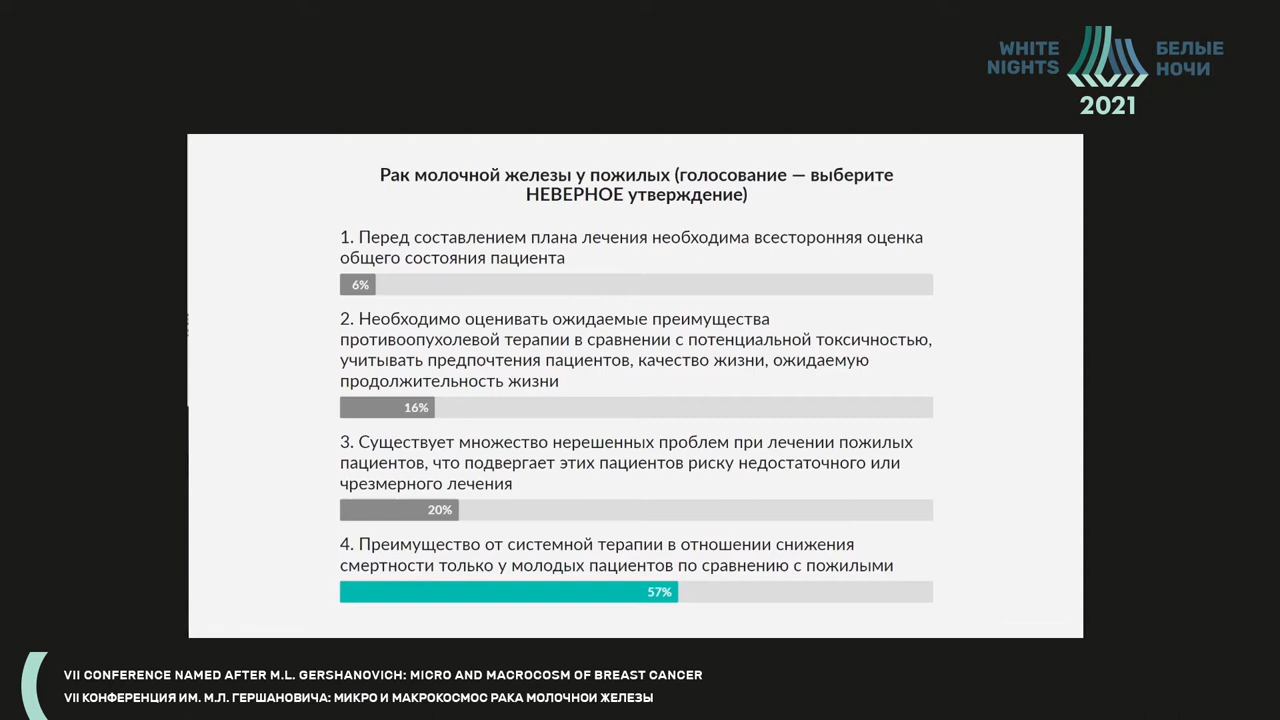 WHITE NIGHTS
БЕЛЫЕ НОЧИ
2021
Рак молочной железы у пожилых (голосование — выберите
НЕВЕРНОЕ утверждение)
1. Перед составлением плана лечения необходима всесторонняя оценка
общего состояния пациента
6%
2. Необходимо оценивать ожидаемые преимущества
противоопухолевой терапии в сравнении с потенциальной токсичностью,
учитывать предпочтения пациентов, качество жизни, ожидаемую
продолжительность жизни
16%
3. Существует множество нерешенных проблем при лечении пожилых
пациентов, что подвергает этих пациентов риску недостаточного или
чрезмерного лечения
20%
4. Преимущество от системной терапии в отношении снижения
смертности только у молодых пациентов по сравнению с пожилыми
57%
VII CONFERENCE NAMED AFTER M.L. GERSHANOVICH: MICRO AND MACROCOSM OF BREAST CANCER
VII КОНФЕРЕНЦИЯ ИМ. М.Л. ГЕРШАНОВИЧА: МИКРО И МАКРОКОСМОС РАКА МОЛОЧНОЙ ЖЕЛЕЗЫ